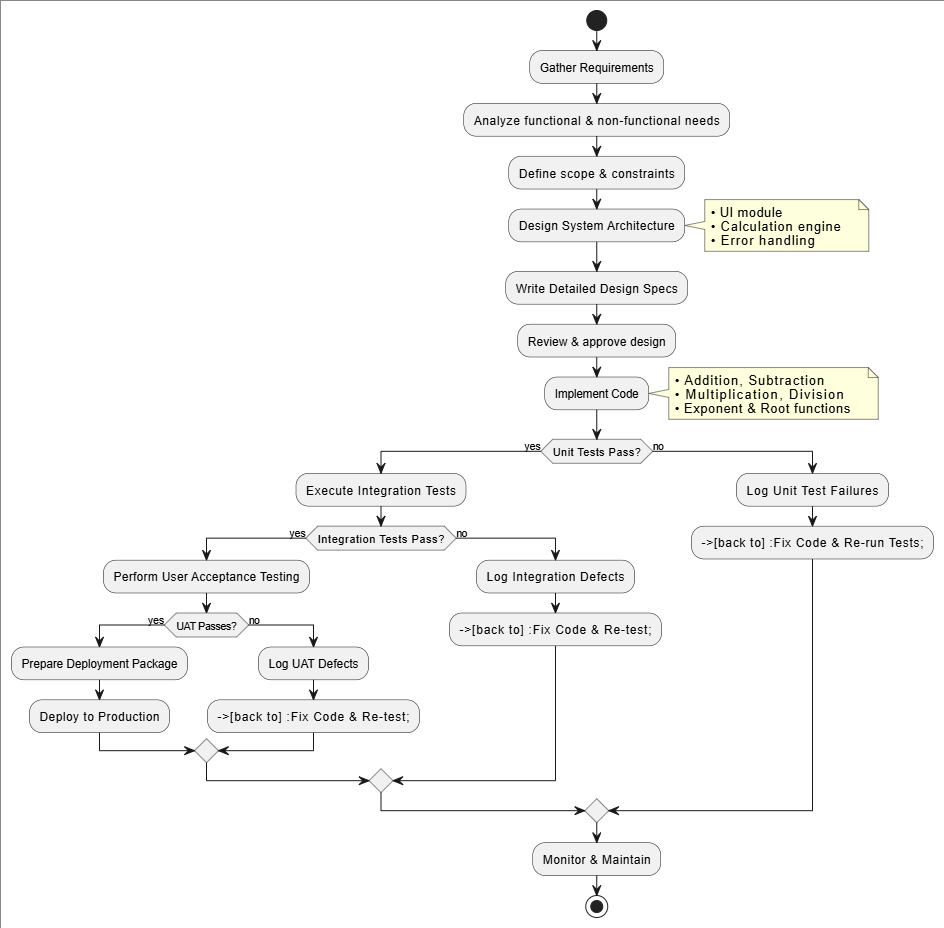 Gather Requirements
Analyze functional & non-functional needs
Define scope & constraints
Design System Architecture
• UI module
• Calculation engine
• Error handling
Write Detailed Design Specs
Review & approve design
Implement Code
• Addition, Subtraction
• Multiplication, Division
• Exponent & Root functions
yes
Unit Tests Pass?
no
Execute Integration Tests
Log Unit Test Failures
yes
Integration Tests Pass?
no
->[back to] :Fix Code & Re-run Tests;
Perform User Acceptance Testing
Log Integration Defects
yes
UAT Passes?
no
->[back to] :Fix Code & Re-test;
Prepare Deployment Package
Log UAT Defects
Deploy to Production
->[back to] :Fix Code & Re-test;
Monitor & Maintain